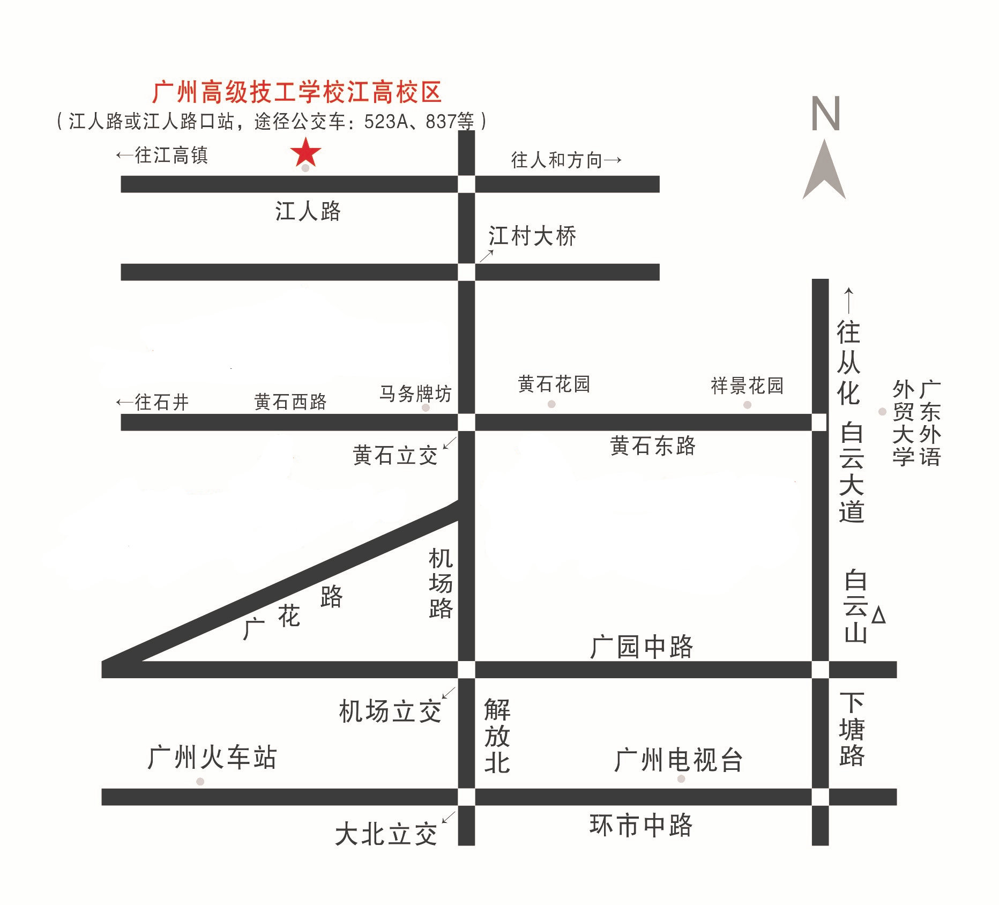 广州高级技工学校江高校区
（江人路或江人路口站，途径公交车：523A、837等）
N
←往江高镇
往人和方向→
江人路
江村大桥
←往石井
黄石西路
马务牌坊
黄石花园
祥景花园
↑往从化
白云大道
广东外语
外贸大学
黄石立交
黄石东路
机场路
广花路
白云山
广园中路
机场立交
解放北
下塘路
广州火车站
广州电视台
大北立交
环市中路